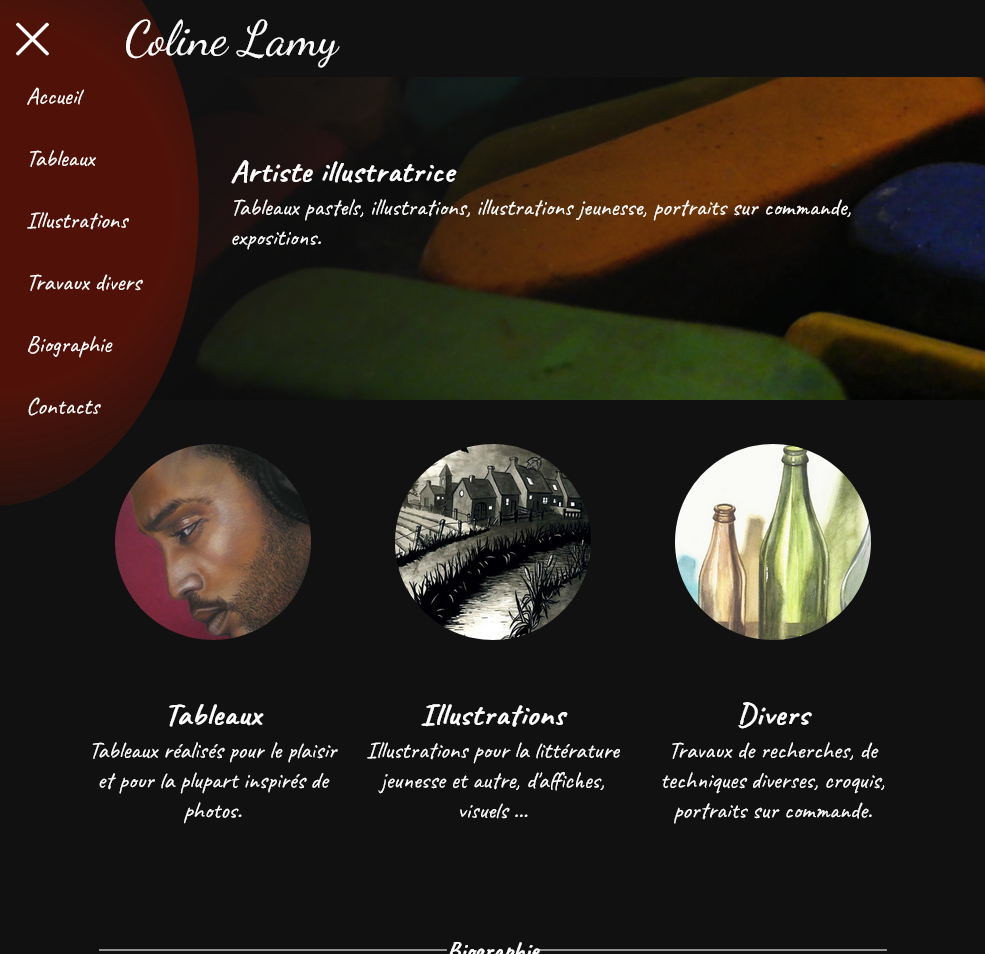 Coline Lamy
Accueil
Tableaux
Illustrations
Travaux divers
Biographie
Contacts
Artiste illustratrice
Tableaux pastels, illustrations, illustrations jeunesse, portraits sur commande,
expositions.
Tableaux
Tableaux réalisés pour le plaisir
et pour la plupart inspirés de
photos.
Illustrations
Illustrations pour la littérature
jeunesse et autre, d'affiches,
visuels ...
Divers
Travaux de recherches, de
techniques diverses, croquis,
portraits sur commande.
Biographie